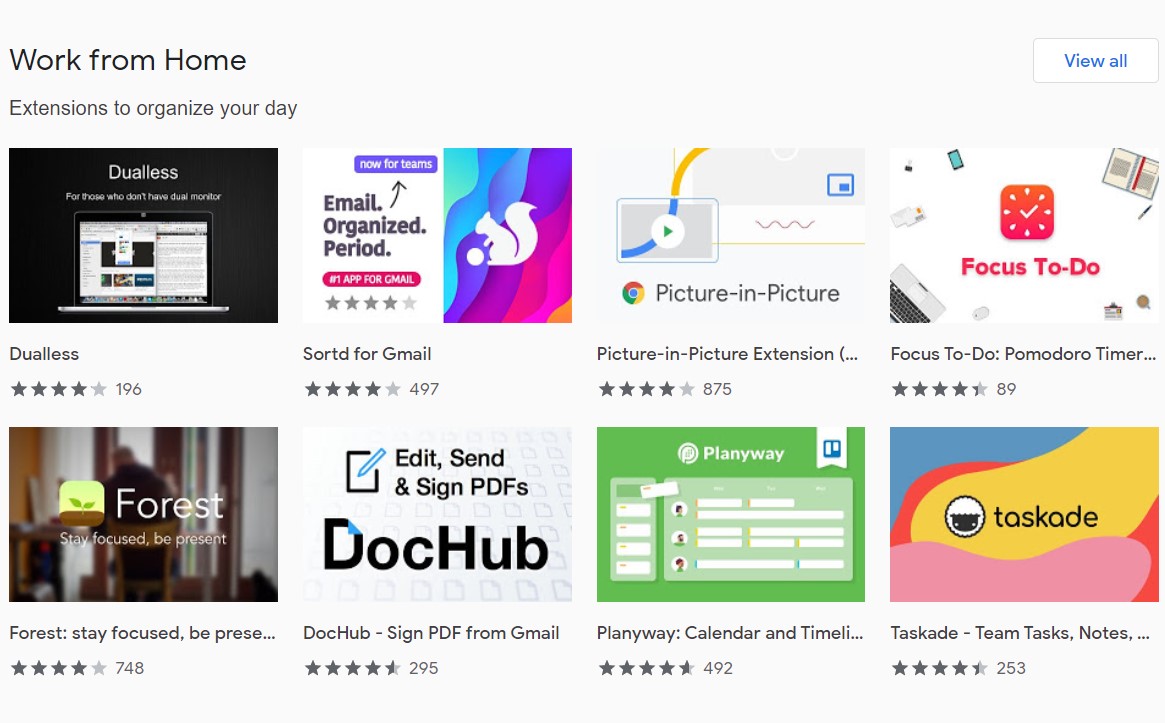 Work from Home
View all
Extensions to organize your day
Dualless
For those who don't have dual monitor
now for teams
Email.
Organized.
Period.
#1 APP FOR GMAIL
Picture-in-Picture
Focus To-Do
Dualless
Sortd for Gmail
Picture-in-Picture Extension (...
Focus To-Do: Pomodoro Timer...
196
497
875
89
Forest
Stay focused, be present
Edit, Send
& Sign PDFs
DocHub
Planyway
taskade
Forest: stay focused, be prese...
DocHub - Sign PDF from Gmail
Planyway: Calendar and Timeli...
Taskade - Team Tasks, Notes, ...
748
295
492
253